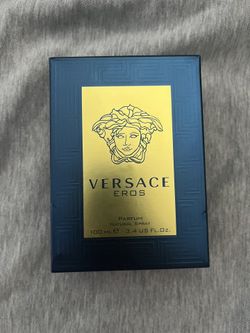 VERSACE
EROS
PARFUM
NATURAL SPRAY
100 ML ℮ 3.4 US FL.OZ.